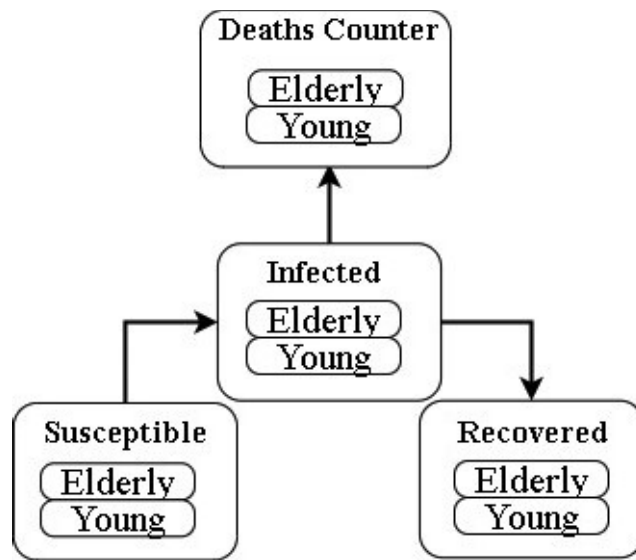 Deaths Counter
Elderly
Young
Infected
Elderly
Young
Susceptible
Elderly
Young
Recovered
Elderly
Young